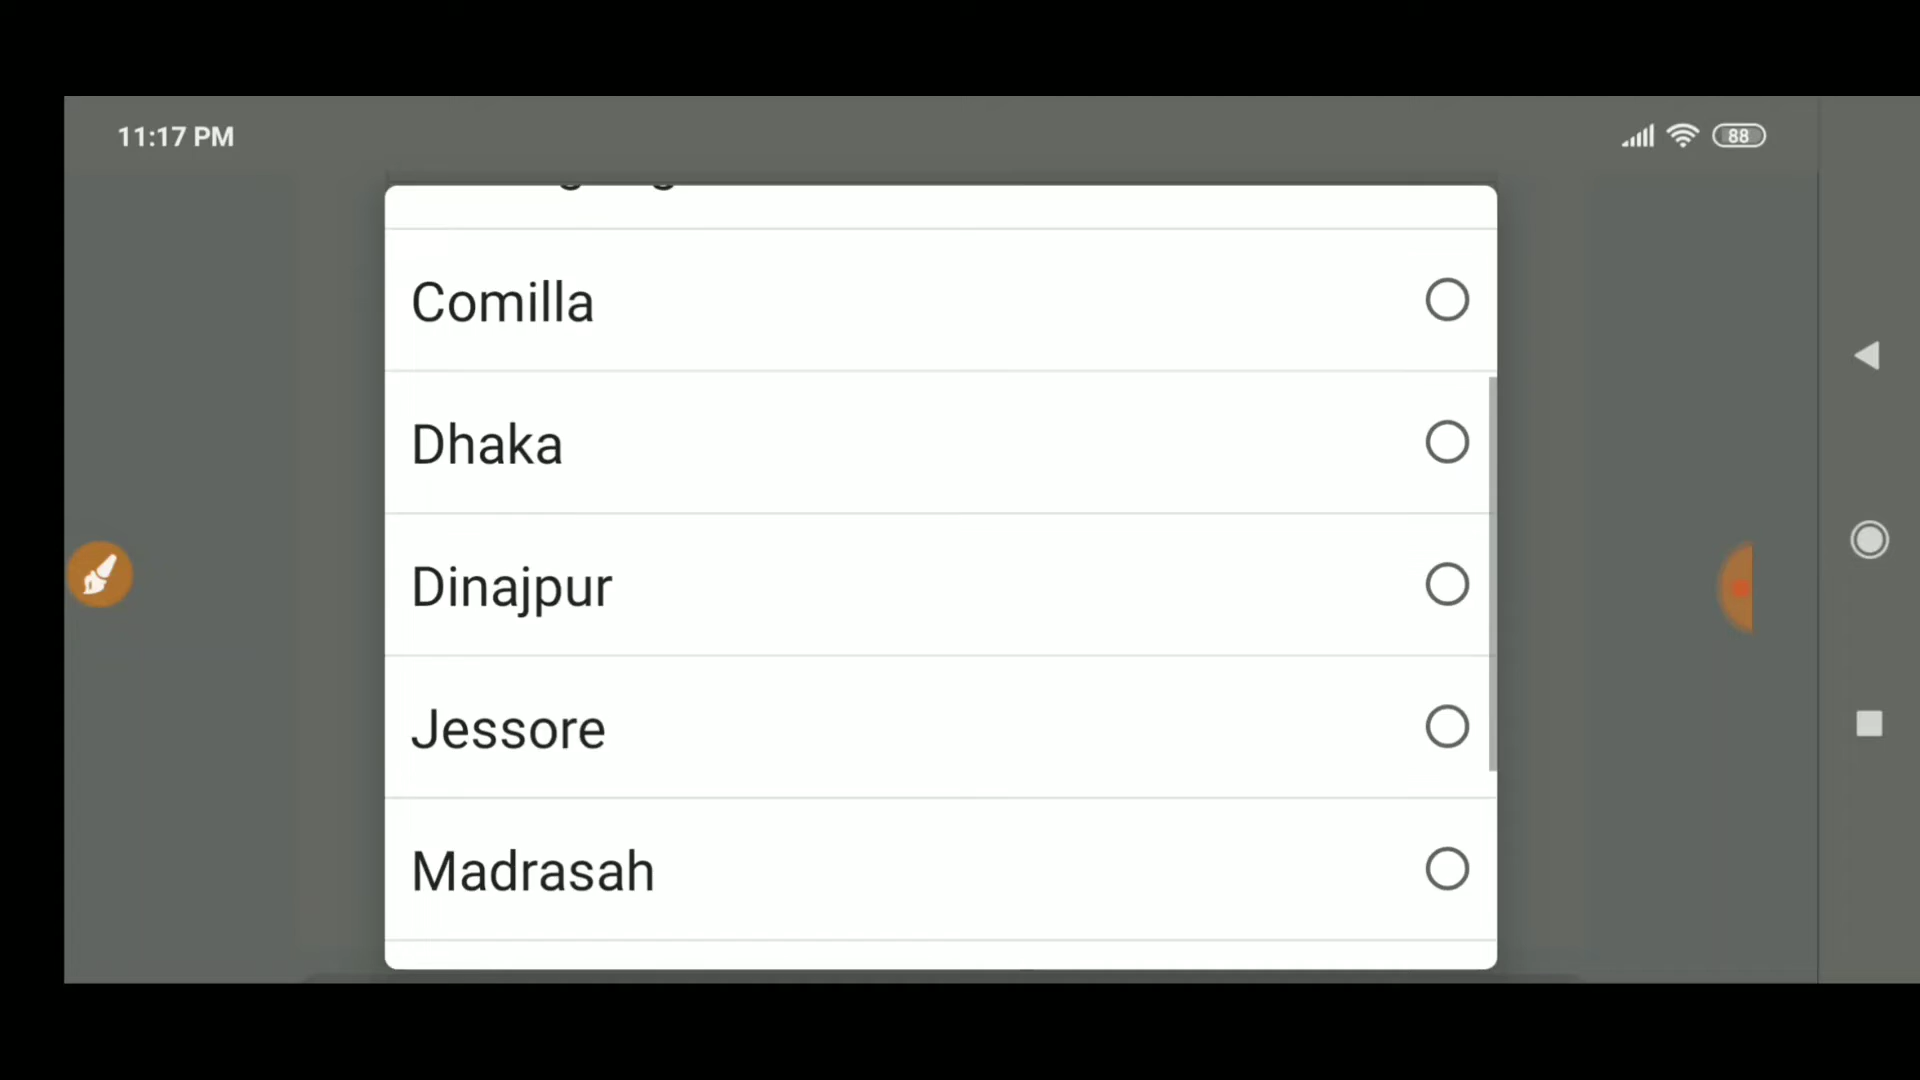 11:17 PM
88
Comilla
Dhaka
Dinajpur
Jessore
Madrasah